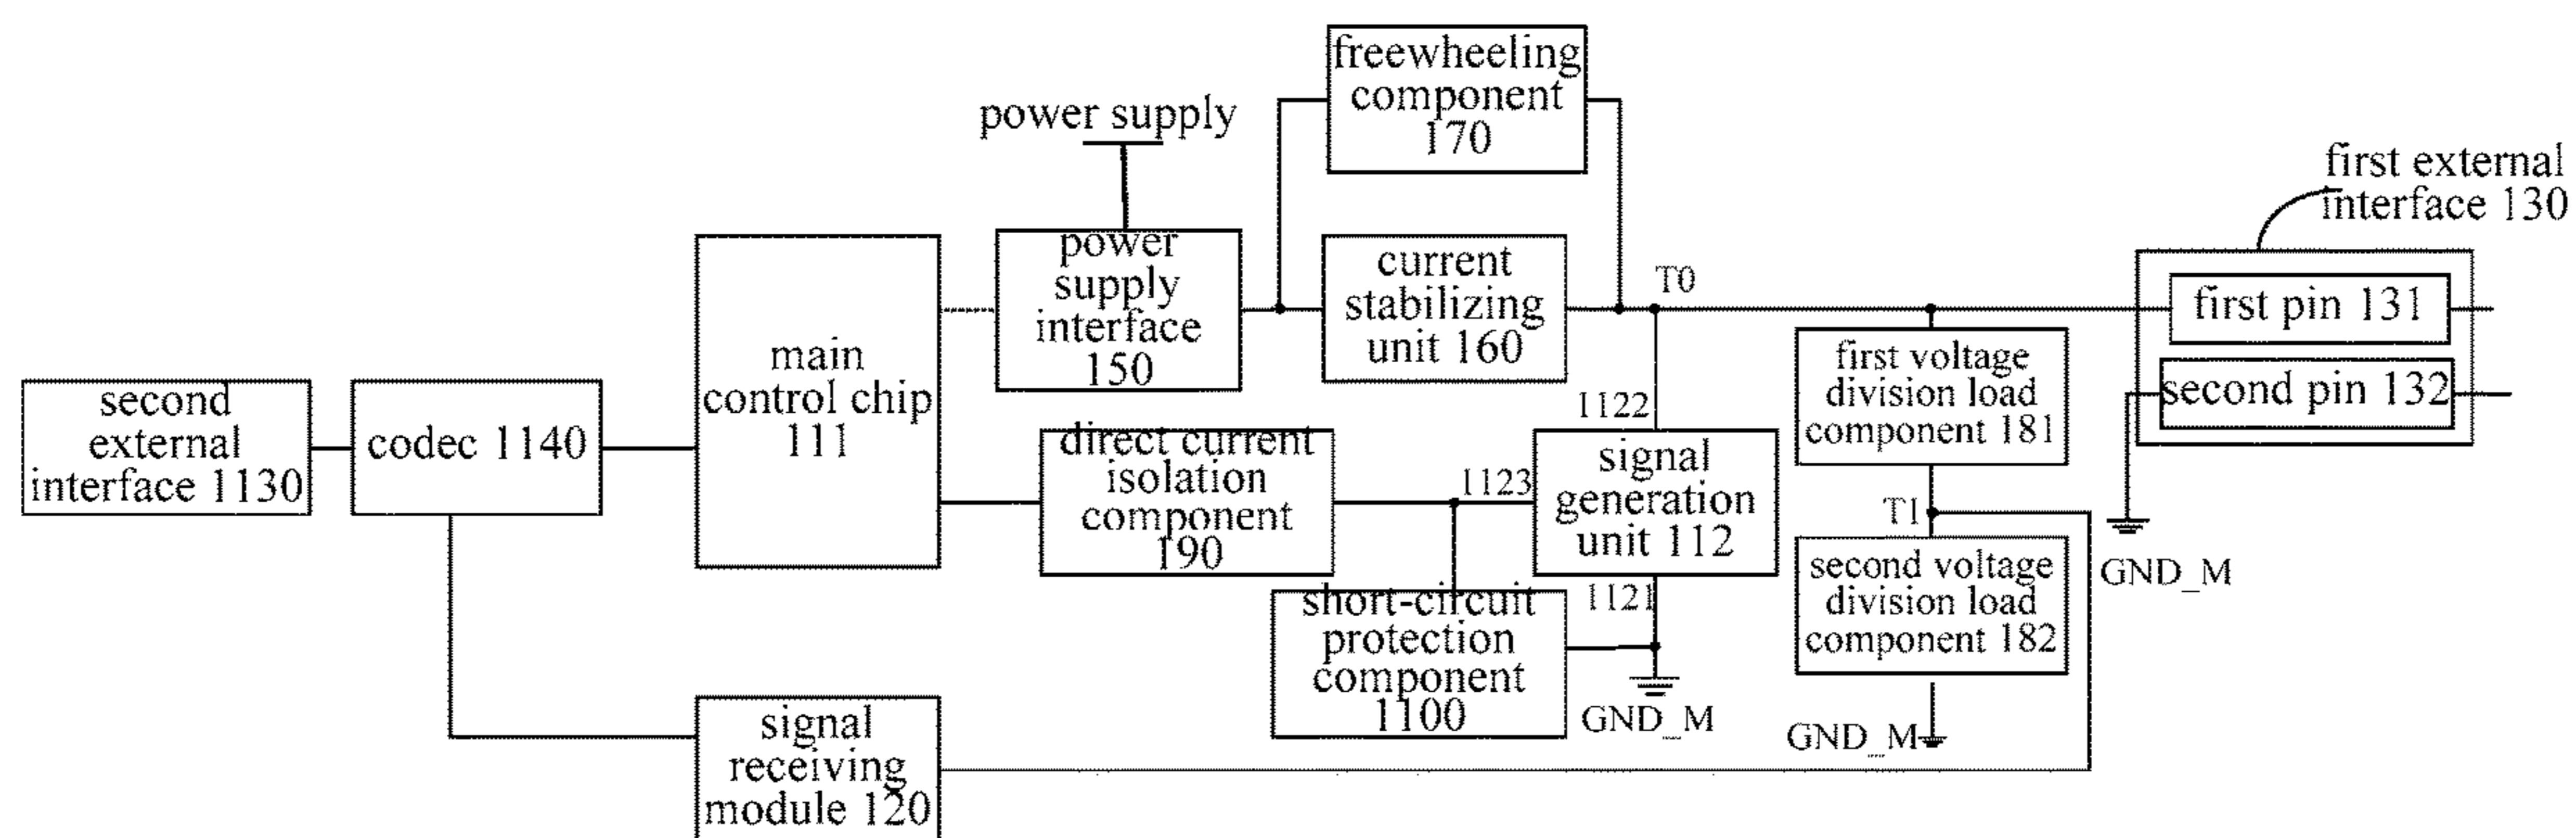 freewheeling
component
170
power supply
first external
interface 130
power
supply
interface
150
current
stabilizing
unit 160
T0
first pin 131
second pin 132
main
control chip
111
first voltage
division load
component 181
second
external
interface 1130
codec 1140
1122
direct current
isolation
component
190
1123
signal
generation
unit 112
T1
GND_M
second voltage
division load
component 182
short-circuit
protection
component
1100
1121
GND_M
GND_M
signal
receiving
module 120